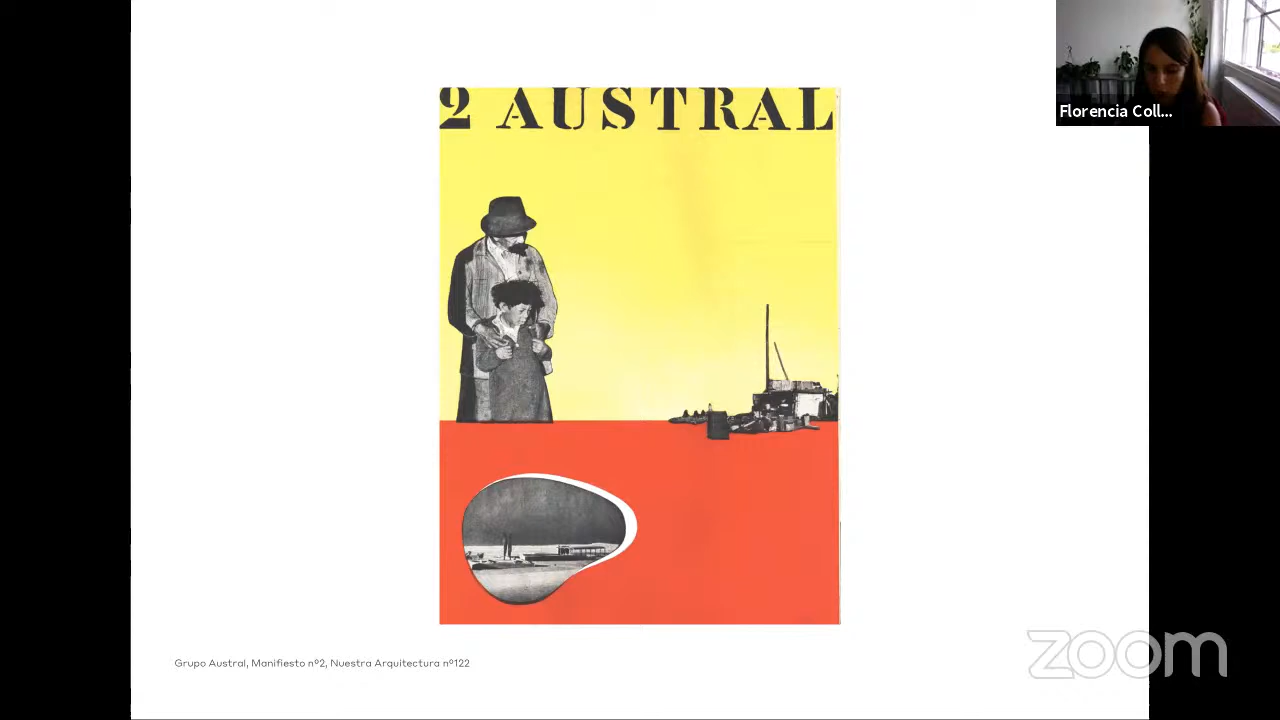 2 AUSTRAL
Florencia Coll...
Grupo Austral, Manifiesto nº2, Nuestra Arquitectura nº122
zoom